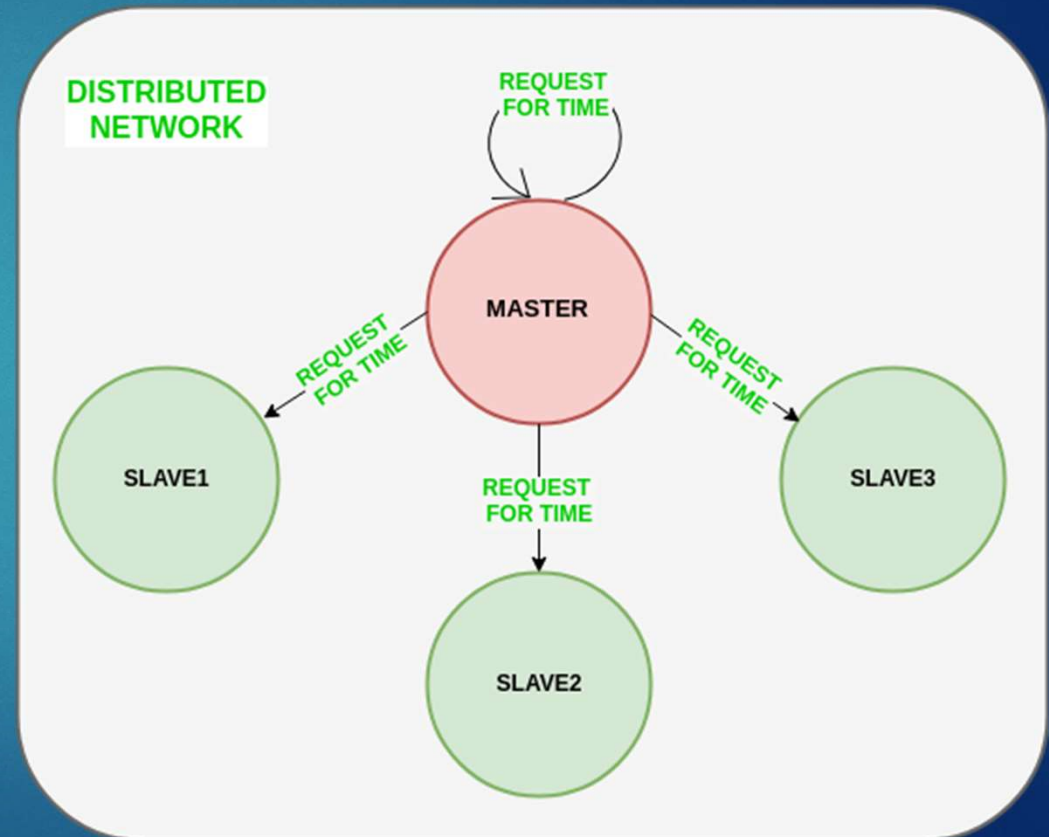 DISTRIBUTED
NETWORK
REQUEST
FOR TIME
MASTER
REQUEST
FOR TIME
REQUEST
FOR TIME
SLAVE1
SLAVE3
REQUEST
FOR TIME
SLAVE2